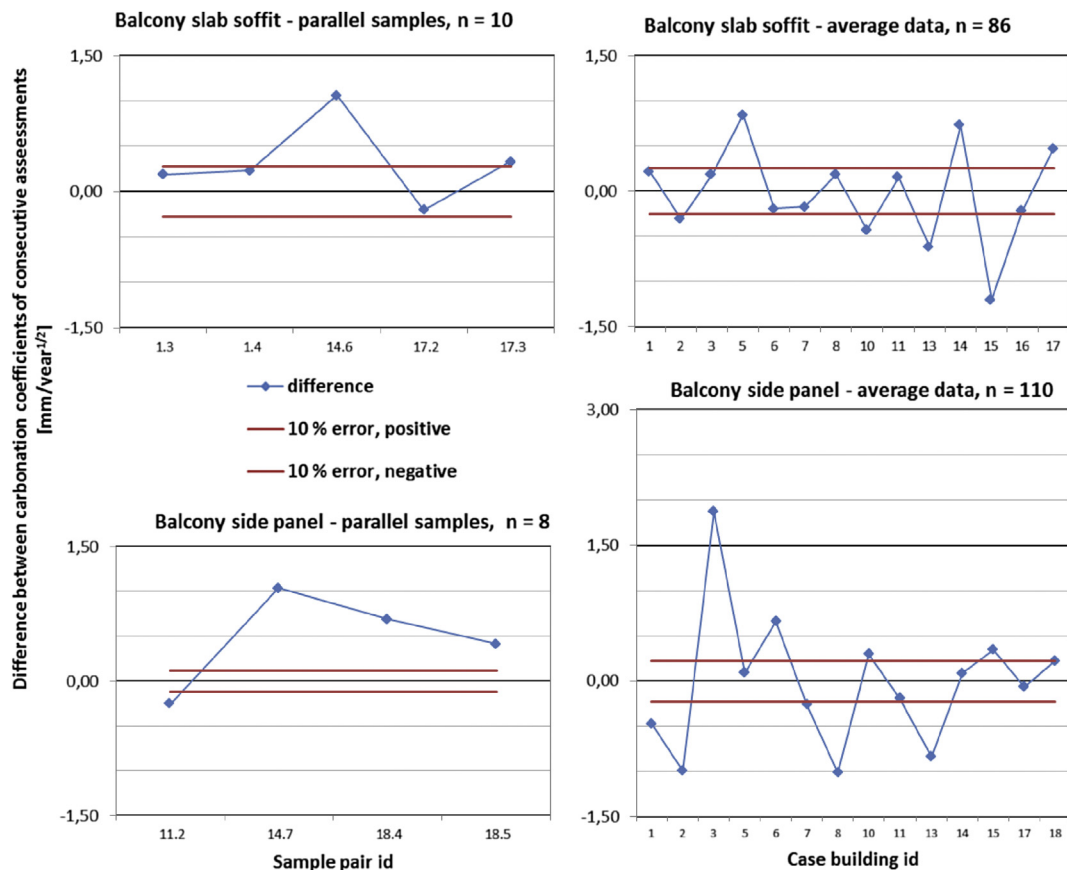 Balcony slab soffit - parallel samples, n = 10
1,50
0,00
-1,50
1.3 1.4 14.6 17.2 17.3
Balcony slab soffit - average data, n = 86
1,50
0,00
-1,50
1 2 3 5 6 7 8 10 11 13 14 15 16 17
Difference between carbonation coefficients of consecutive asseessments
[mm/year1/2]
difference
10 % error, positive
10 % error, negative
Balcony side panel - parallel samples, n = 8
1,50
0,00
-1,50
11.2 14.7 18.4 18.5
Sample pair id
Balcony side panel - average data, n = 110
3,00
1,50
0,00
-1,50
1 2 3 5 6 7 8 10 11 13 14 15 17 18
Case building id